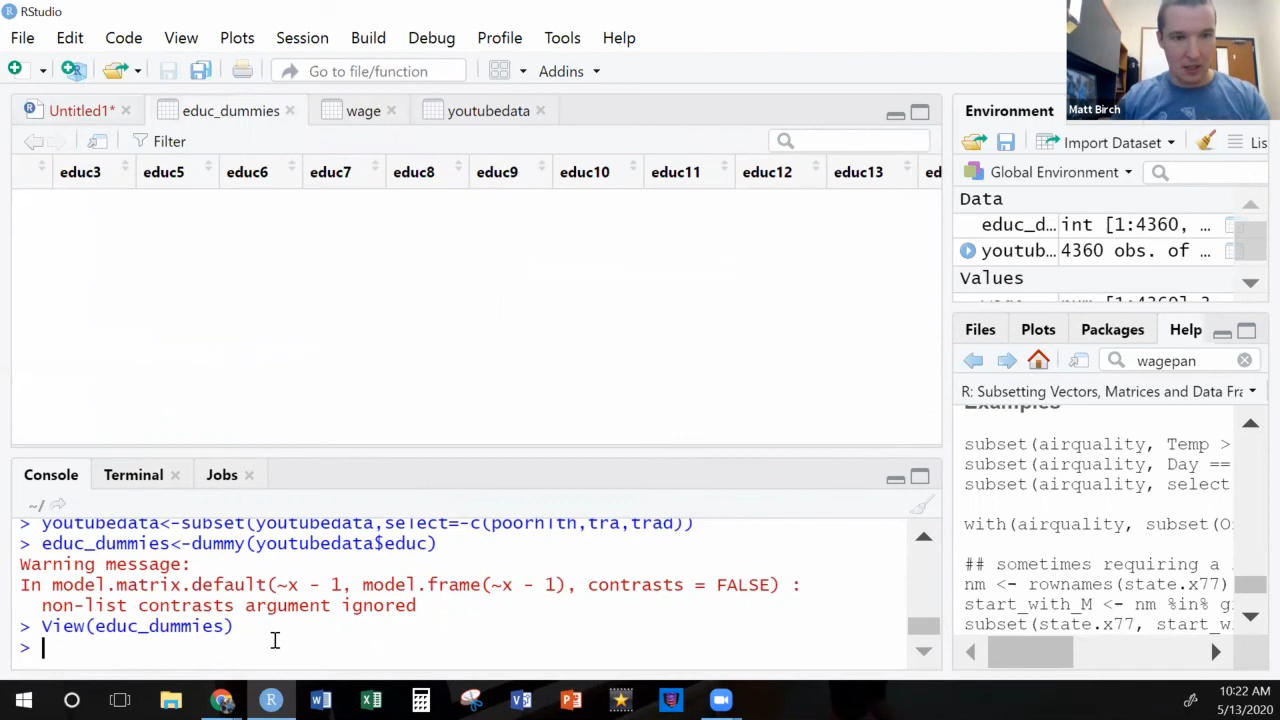 RStudio
File Edit Code View Plots Session Build Debug Profile Tools Help
Go to file/function Addins
Matt Birch
Untitled1* educ_dummies wage youtubedata
Filter
educ3 educ5 educ6 educ7 educ8 educ9 educ10 educ11 educ12 educ13 ed
Environment
Import Dataset Lis
Global Environment
Data
educ_d… int [1:4360, …
youtub… 4360 obs. of …
Values
Files Plots Packages Help
wagepan
R: Subsetting Vectors, Matrices and Data Fra
Examples
subset(airquality, Temp >
subset(airquality, Day ==
subset(airquality, select
with(airquality, subset(O
## sometimes requiring a
nm <- rownames(state.x77)
start_with_M <- nm %in% g
subset(state.x77, start_w
Console Terminal Jobs
~/
> youtubedata<-subset(youtubedata,select=-c(poorhlth,tra,trad))
> educ_dummies<-dummy(youtubedata$educ)
Warning message:
In model.matrix.default(~x - 1, model.frame(~x - 1), contrasts = FALSE) :
non-list contrasts argument ignored
> View(educ_dummies)
>
10:22 AM
5/13/2020